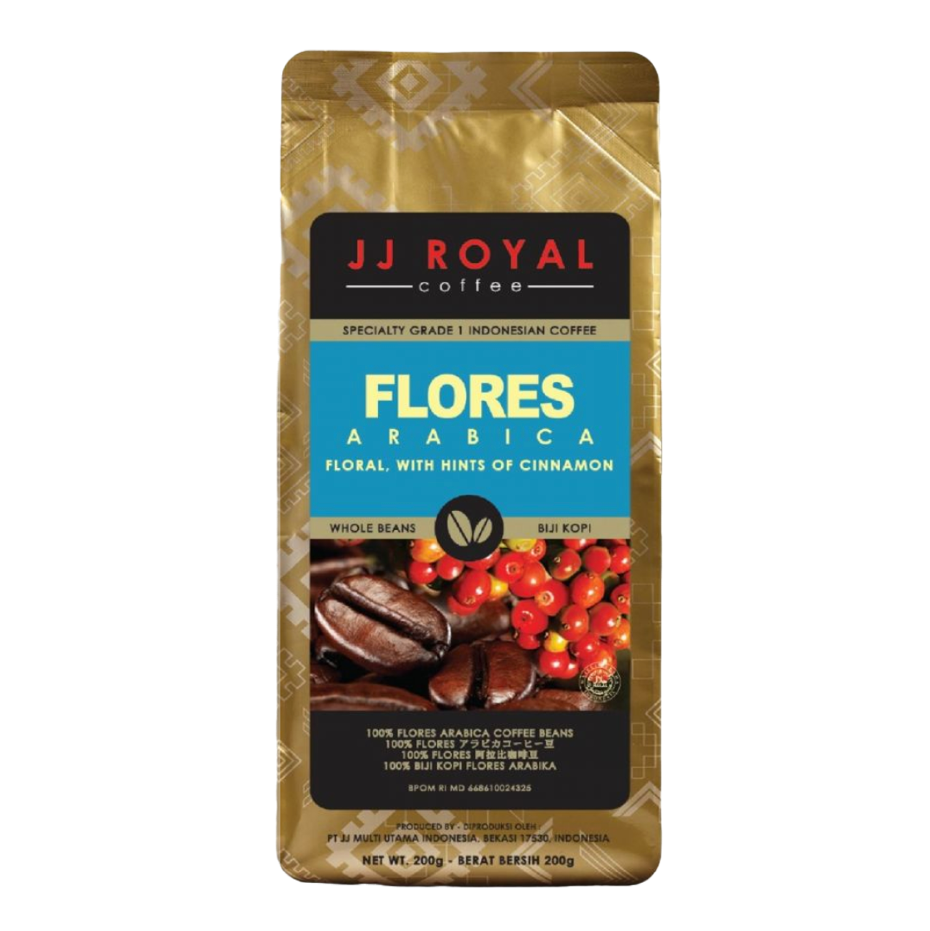 JJ ROYAL
coffee
SPECIALTY GRADE 1 INDONESIAN COFFEE
FLORES
ARABICA
FLORAL, WITH HINTS OF CINNAMON
WHOLE BEANS BIJI KOPI
100% FLORES ARABICA COFFEE BEANS
100% FLORES アラビカコーヒー豆
100% FLORES 阿拉比咖啡豆
100% BIJI KOPI FLORES ARABIKA
BPOM RI MD 668610024325
PRODUCED BY - DIPRODUKSI OLEH :
PT JJ MULTI UTAMA INDONESIA, BEKASI 17530, INDONESIA
NET WT. 200g - BERAT BERSIH 200g